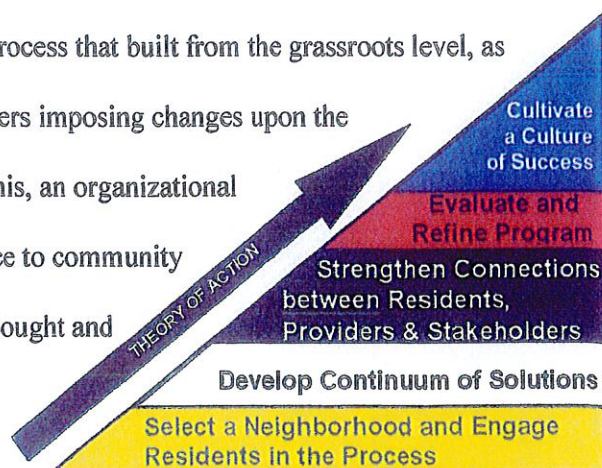 rocess that built from the grassroots level, as
ers imposing changes upon the
his, an organizational
ce to community
ought and
THEORY OF ACTION
Cultivate
a Culture
of Success
Evaluate and
Refine Program
Strengthen Connections
between Residents,
Providers & Stakeholders
Develop Continuum of Solutions
Select a Neighborhood and Engage
Residents in the Process